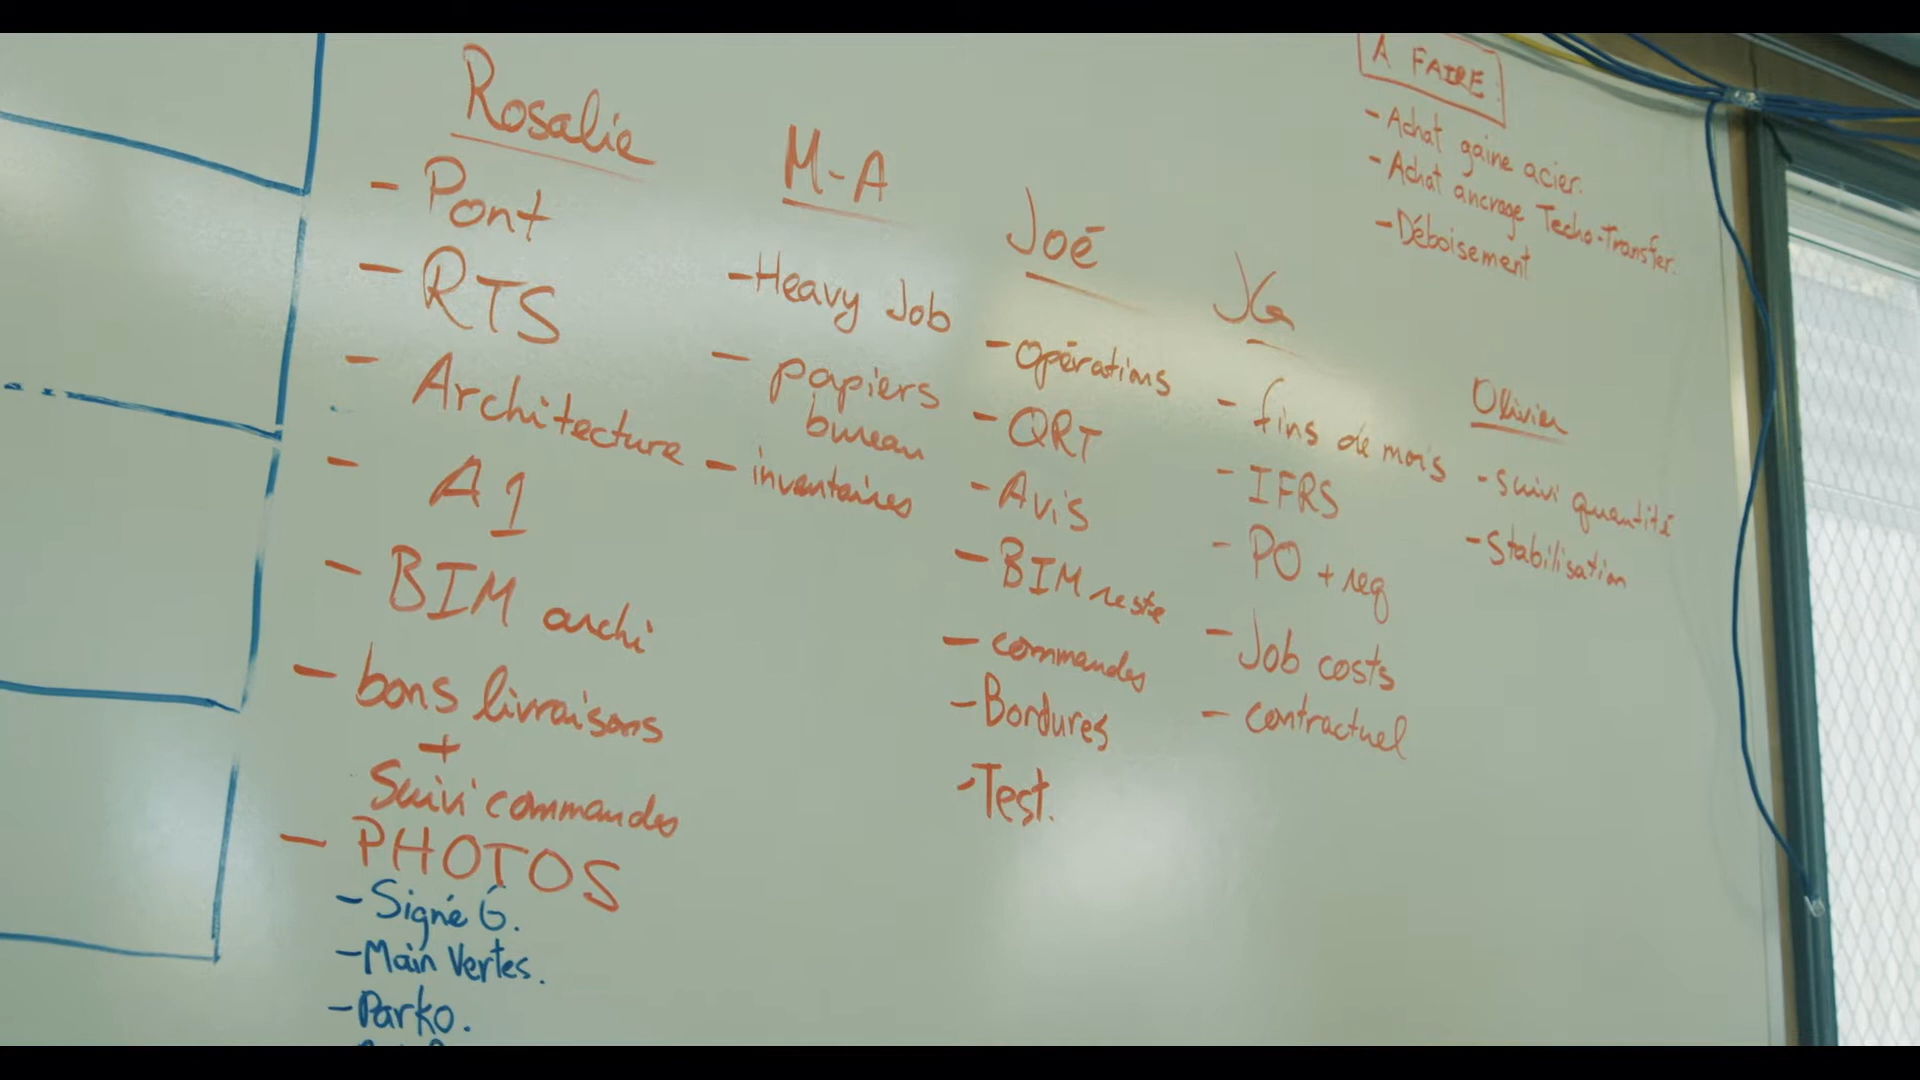 Rosalie
- Pont
- RTS
- Architecture
- A1
- BIM archi
- bons livraisons
+
Suivi commandes
- PHOTOS
- Signé G.
- Main Vertes.
- Parko.
M-A
- Heavy Job
- papiers
bureau
- inventaires
Joé
- opérations
- QRT
- Avis
- BIM reste
- commandes
- Bordures
- Test.
JG
- fins de mois
- IFRS
- PO + req
- Job costs
- contractuel
Olivier
- suivi quantité
- Stabilisation
A FAIRE:
- Achat gaine acier.
- Achat ancrage Techo-Transfer.
- Déboisement